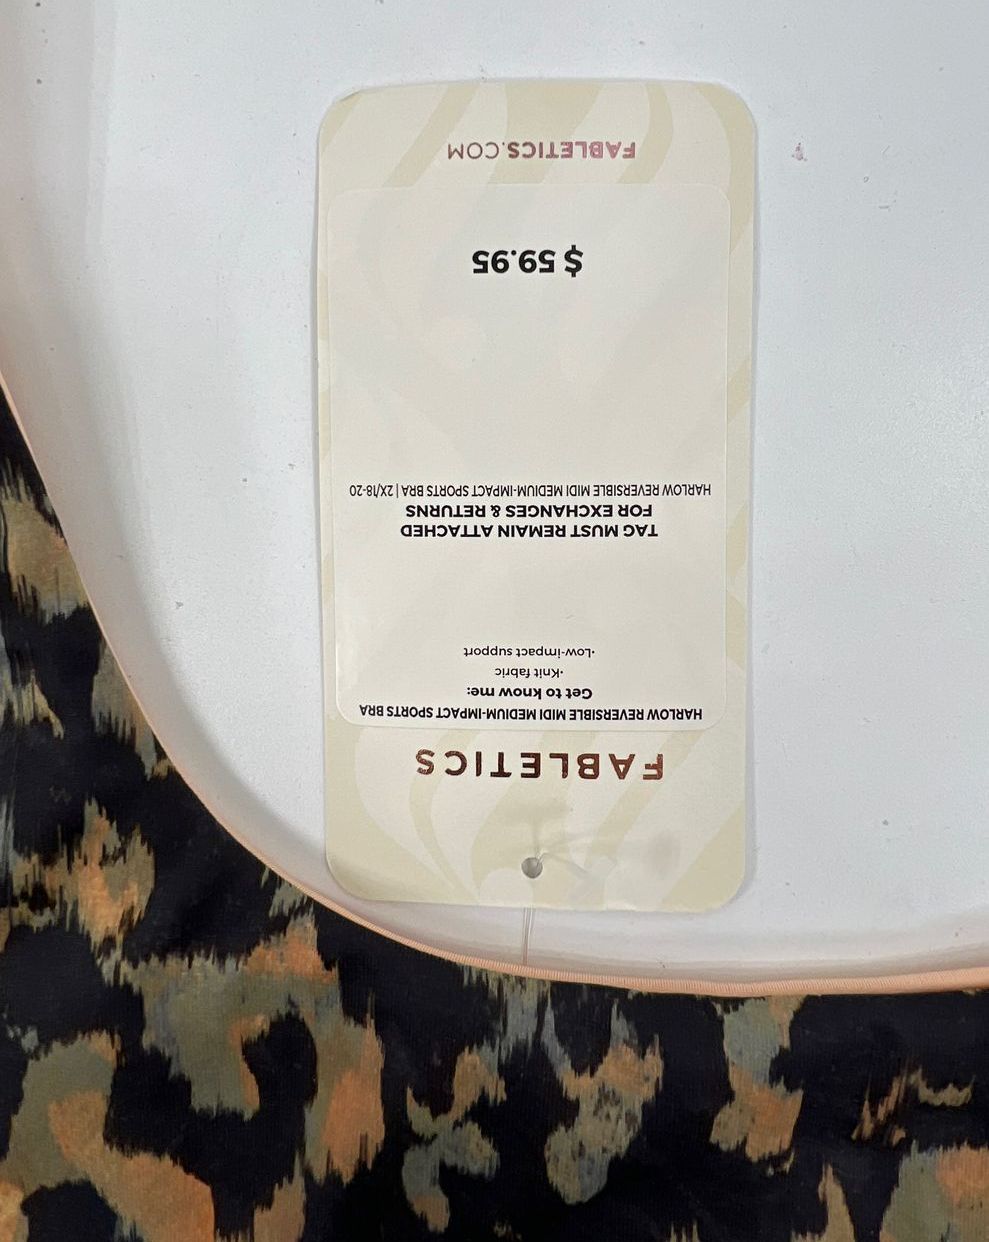 FABLETICS
HARLOW REVERSIBLE MIDI MEDIUM-IMPACT SPORTS BRA
Get to know me:
•Knit fabric
•Low-impact support
TAG MUST REMAIN ATTACHED
FOR EXCHANGES & RETURNS
HARLOW REVERSIBLE MIDI MEDIUM-IMPACT SPORTS BRA | 2X/18-20
$ 59.95
FABLETICS.COM